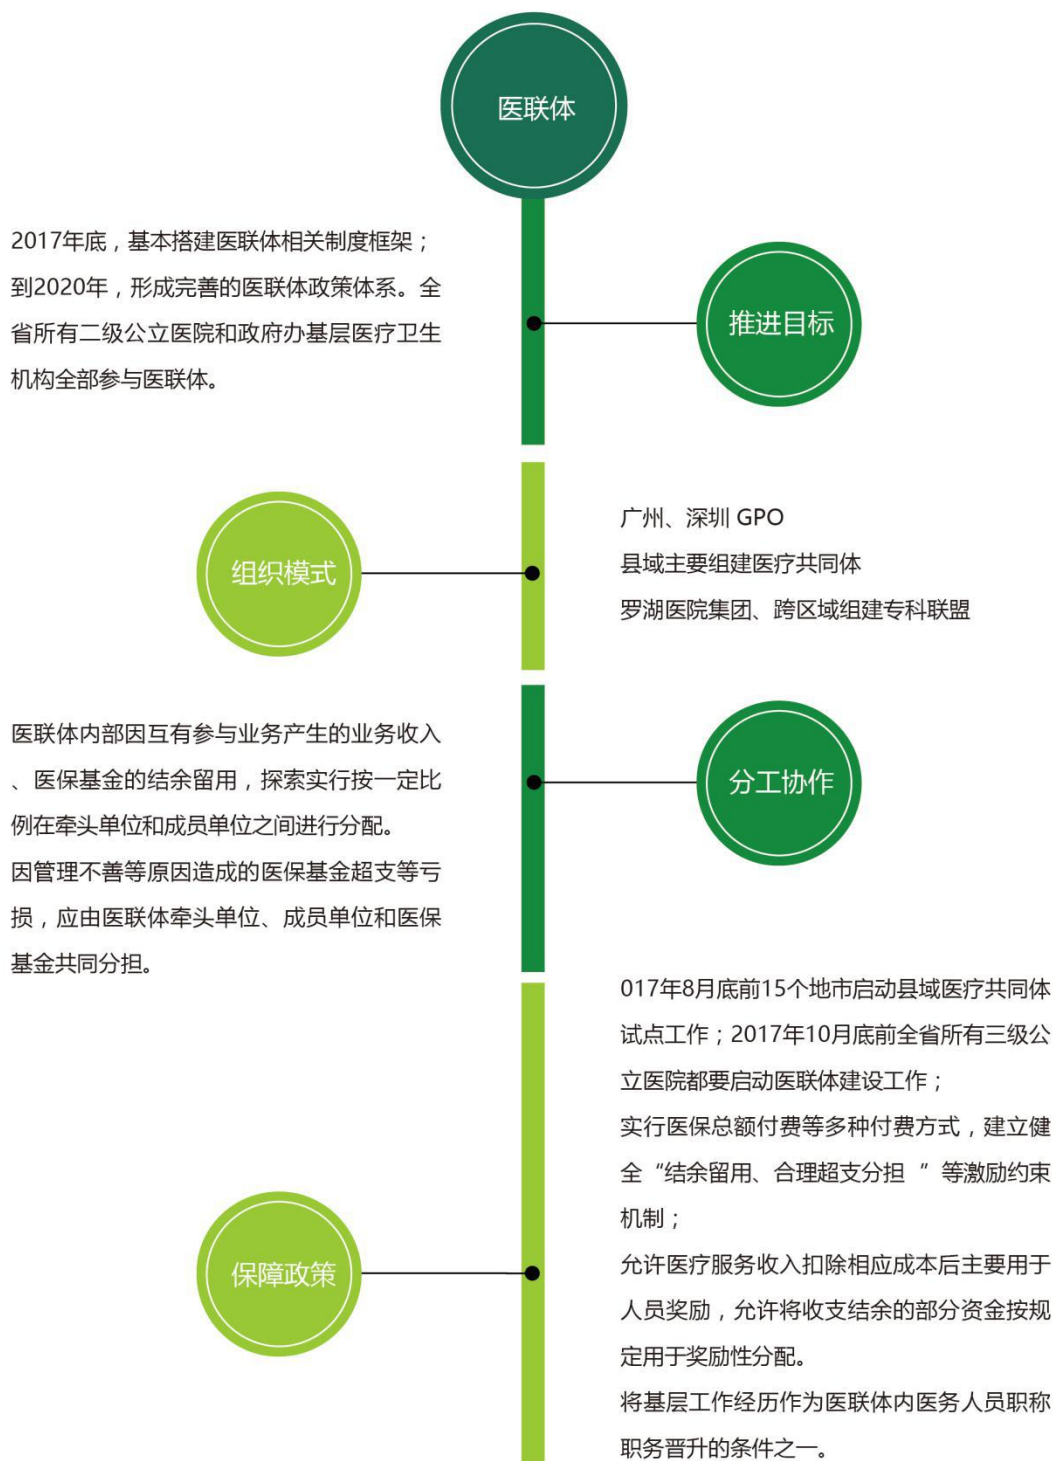 医联体
2017年底，基本搭建医联体相关制度框架；
到2020年，形成完善的医联体政策体系。全
省所有二级公立医院和政府办基层医疗卫生
机构全部参与医联体。
推进目标
组织模式
广州、深圳 GPO
县域主要组建医疗共同体
罗湖医院集团、跨区域组建专科联盟
医联体内部因互有参与业务产生的业务收入
、医保基金的结余留用，探索实行按一定比
例在牵头单位和成员单位之间进行分配。
因管理不善等原因造成的医保基金超支等亏
损，应由医联体牵头单位、成员单位和医保
基金共同分担。
分工协作
保障政策
017年8月底前15个地市启动县域医疗共同体
试点工作；2017年10月底前全省所有三级公
立医院都要启动医联体建设工作；
实行医保总额付费等多种付费方式，建立健
全“结余留用、合理超支分担 ”等激励约束
机制；
允许医疗服务收入扣除相应成本后主要用于
人员奖励，允许将收支结余的部分资金按规
定用于奖励性分配。
将基层工作经历作为医联体内医务人员职称
职务晋升的条件之一。